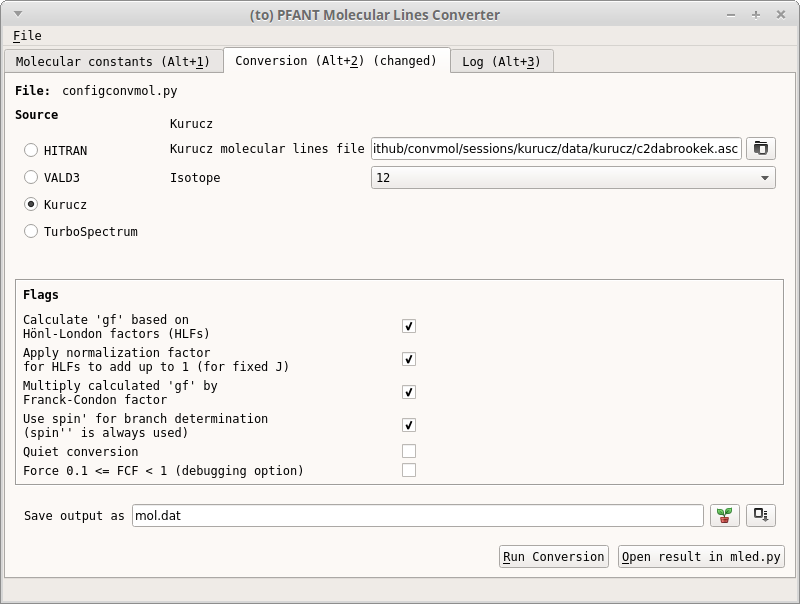 (to) PFANT Molecular Lines Converter
File
Molecular constants (Alt+1)
Conversion (Alt+2) (changed)
Log (Alt+3)
File: configconvmol.py
Source
HITRAN
VALD3
Kurucz
TurboSpectrum
Kurucz
Kurucz molecular lines file ithub/convmol/sessions/kurucz/data/kurucz/c2dabrookek.asc
Isotope 12
Flags
Calculate 'gf' based on
Hönl-London factors (HLFs)
Apply normalization factor
for HLFs to add up to 1 (for fixed J)
Multiply calculated 'gf' by
Franck-Condon factor
Use spin' for branch determination
(spin'' is always used)
Quiet conversion
Force 0.1 <= FCF < 1 (debugging option)
Save output as mol.dat
Run Conversion
Open result in mled.py